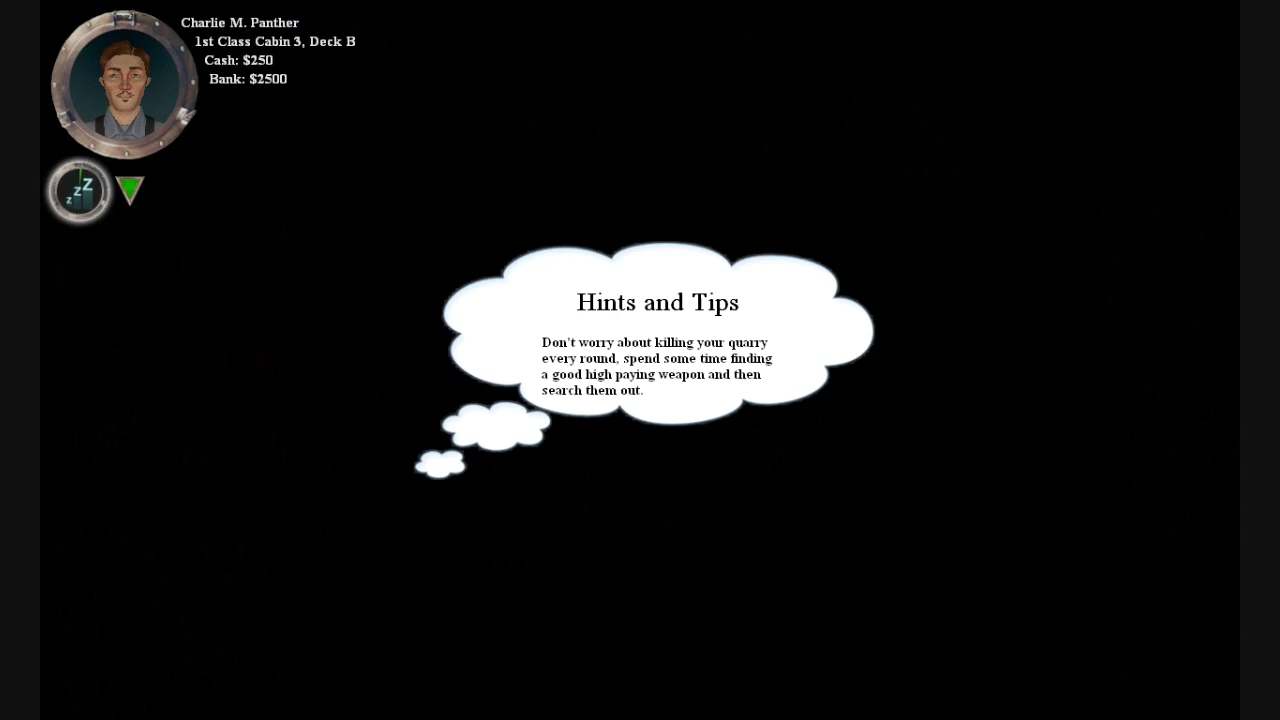 Charlie M. Panther
1st Class Cabin 3, Deck B
Cash: $250
Bank: $2500
z z Z
Hints and Tips
Don't worry about killing your quarry
every round, spend some time finding
a good high paying weapon and then
search them out.